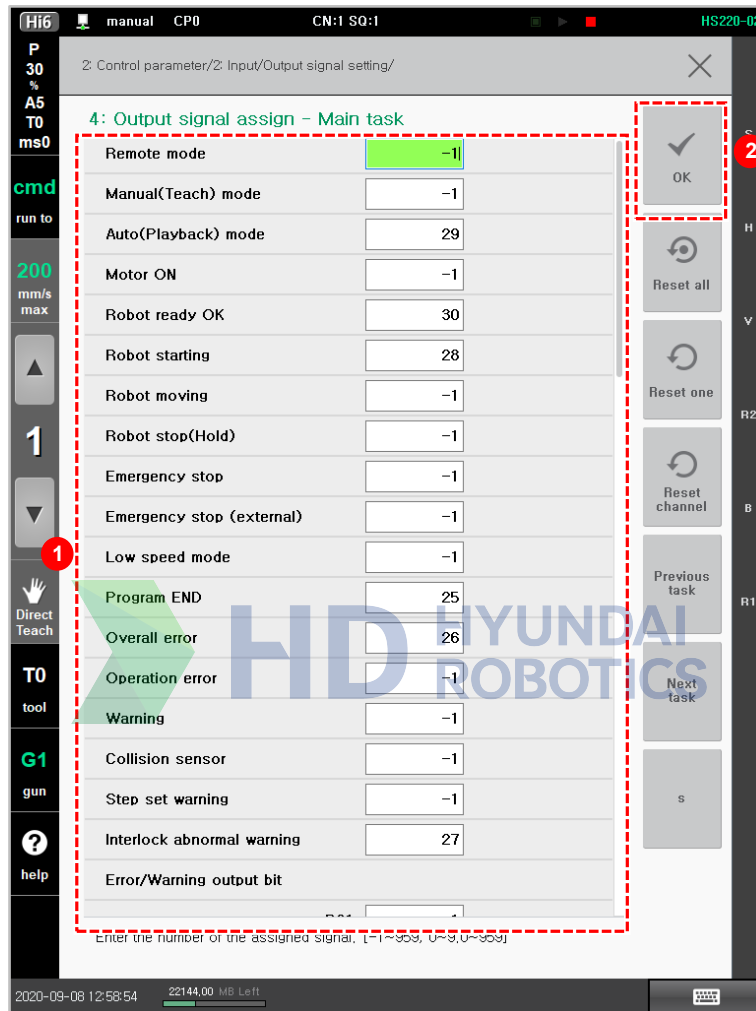 Hi6 manual CP0 CN:1 SQ:1
P
30
%
A5
T0
ms0
cmd
run to
200
mm/s
max
1
1
Direct
Teach
T0
tool
G1
gun
?
help
2: Control parameter/2: Input/Output signal setting/
4: Output signal assign - Main task
Remote mode -1
Manual(Teach) mode -1
Auto(Playback) mode 29
Motor ON -1
Robot ready OK 30
Robot starting 28
Robot moving -1
Robot stop(Hold) -1
Emergency stop -1
Emergency stop (external) -1
Low speed mode -1
Program END 25
Overall error 26
Operation error -1
Warning -1
Collision sensor -1
Step set warning -1
Interlock abnormal warning 27
Error/Warning output bit
Enter the number of the assigned signal. [-1~959, 0~9.0~959]
OK
2
Reset all
Reset one
Reset
channel
Previous
task
Next
task
s
H
V
R2
B
R1
HD HYUNDAI
ROBOTICS
2020-09-08 12:58:54 22144.00 MB Left